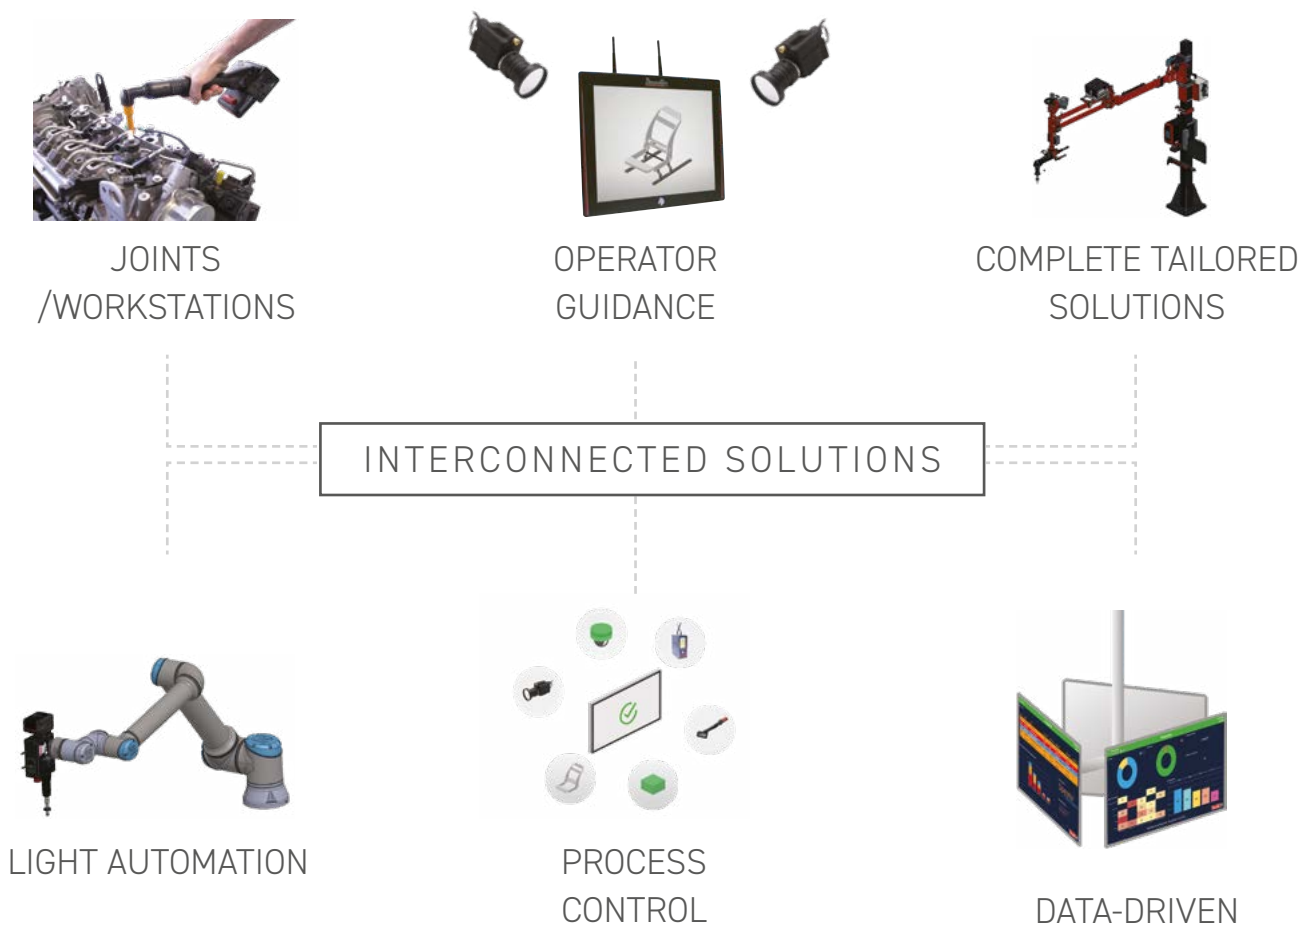 JOINTS
/WORKSTATIONS
OPERATOR
GUIDANCE
COMPLETE TAILORED
SOLUTIONS
INTERCONNECTED SOLUTIONS
LIGHT AUTOMATION
PROCESS
CONTROL
DATA-DRIVEN